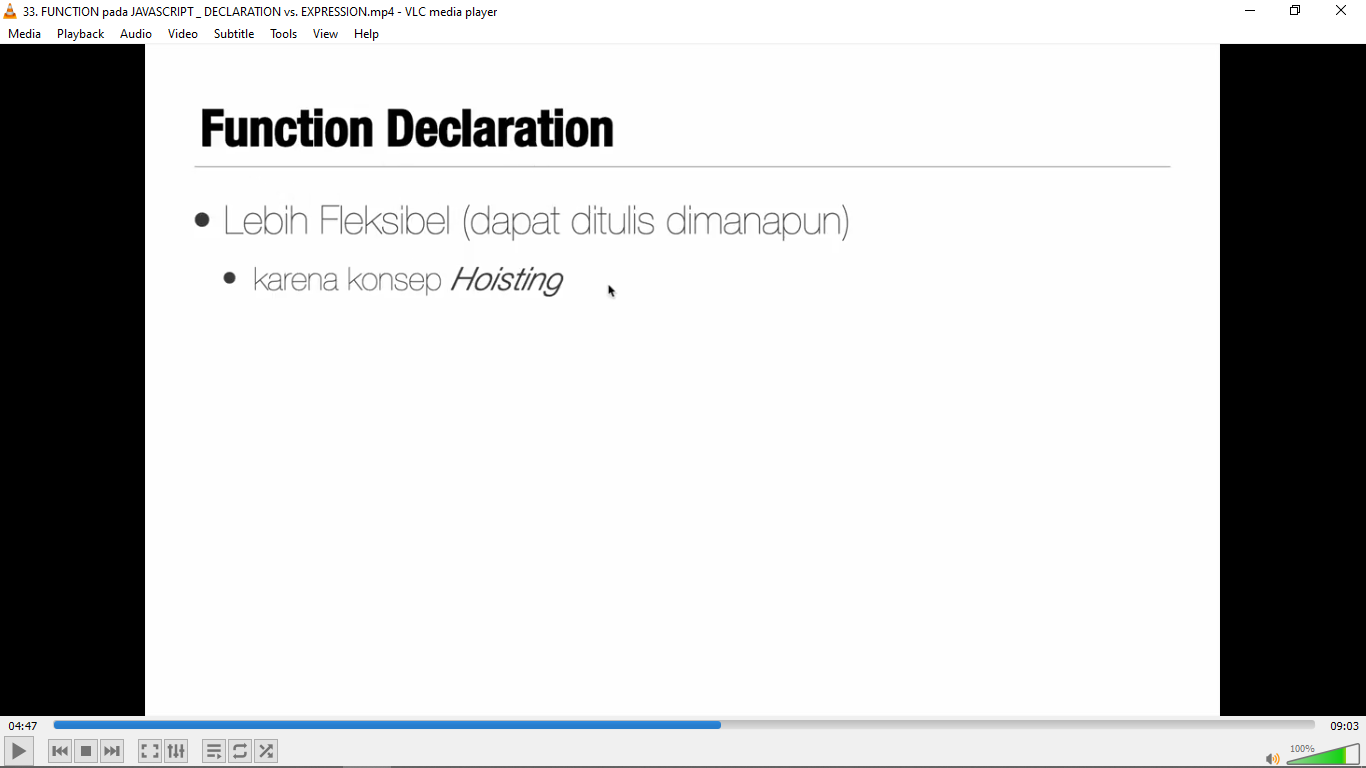 33. FUNCTION pada JAVASCRIPT _ DECLARATION vs. EXPRESSION.mp4 - VLC media player
Media Playback Audio Video Subtitle Tools View Help
Function Declaration
• Lebih Fleksibel (dapat ditulis dimanapun)
• karena konsep Hoisting
04:47 09:03
100%